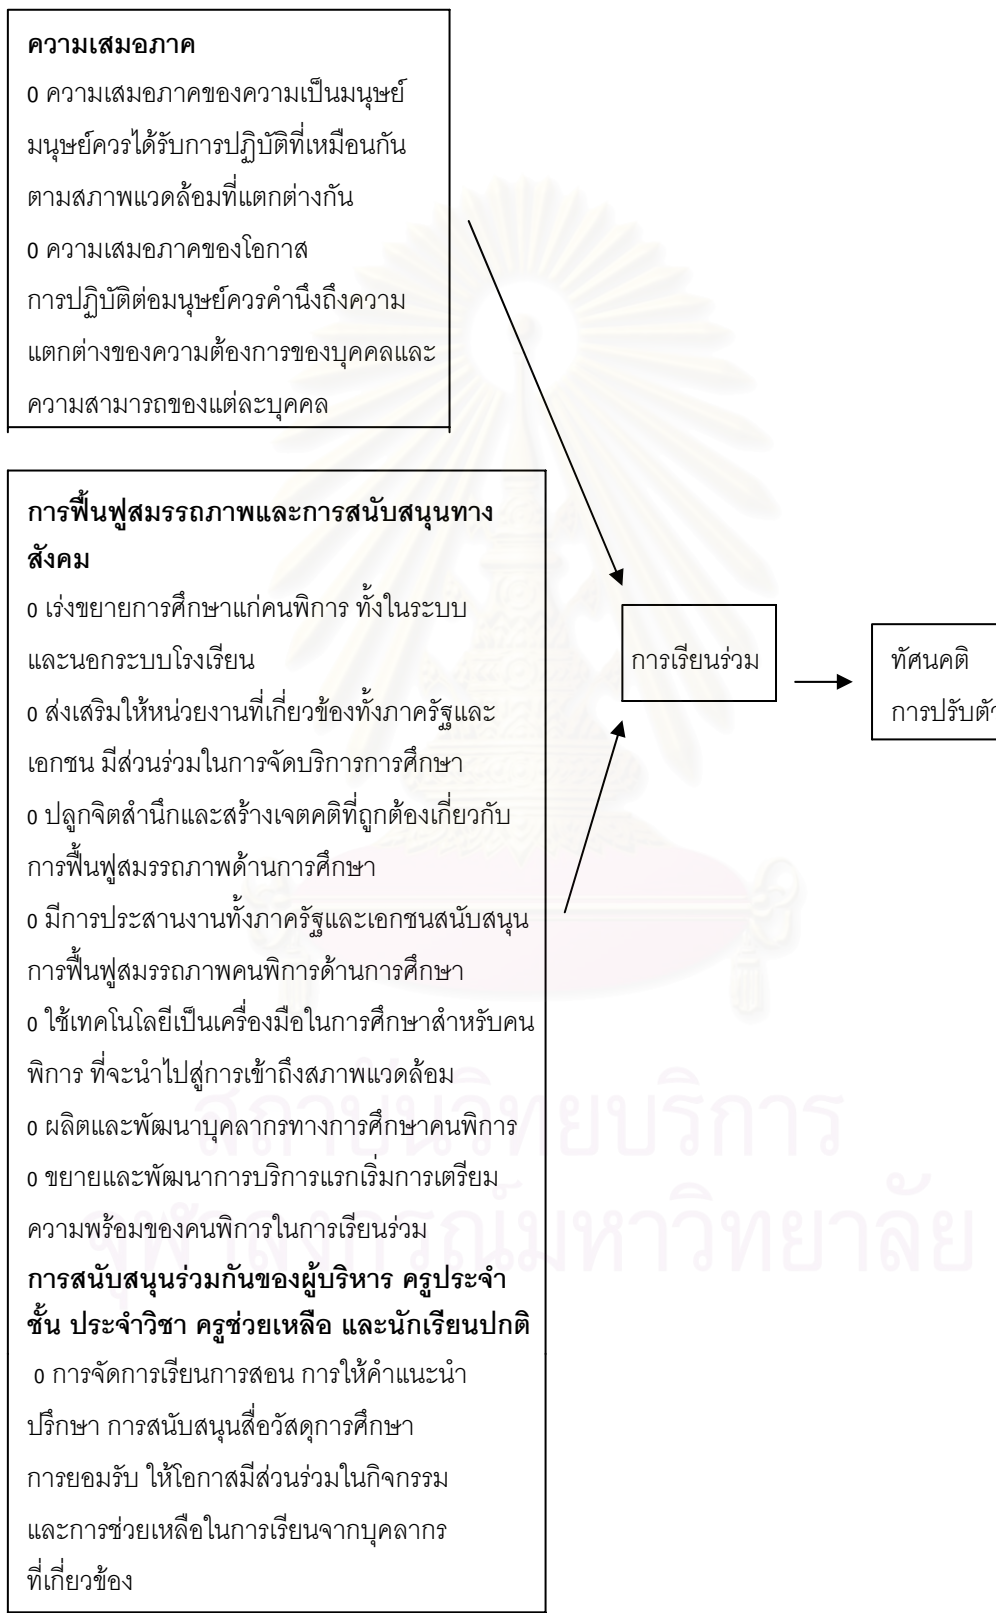 ความเสมอภาค
0 ความเสมอภาคของความเป็นมนุษย์
มนุษย์ควรได้รับการปฏิบัติที่เหมือนกัน
ตามสภาพแวดล้อมที่แตกต่างกัน
0 ความเสมอภาคของโอกาส
การปฏิบัติต่อมนุษย์ควรคำนึงถึงความ
แตกต่างของความต้องการของบุคคลและ
ความสามารถของแต่ละบุคคล
การฟื้นฟูสมรรถภาพและการสนับสนุนทาง
สังคม
0 เร่งขยายการศึกษาแก่คนพิการ ทั้งในระบบ
และนอกระบบโรงเรียน
0 ส่งเสริมให้หน่วยงานที่เกี่ยวข้องทั้งภาครัฐและ
เอกชน มีส่วนร่วมในการจัดบริการการศึกษา
0 ปลูกจิตสำนึกและสร้างเจตคติที่ถูกต้องเกี่ยวกับ
การฟื้นฟูสมรรถภาพด้านการศึกษา
0 มีการประสานงานทั้งภาครัฐและเอกชนสนับสนุน
การฟื้นฟูสมรรถภาพคนพิการด้านการศึกษา
0 ใช้เทคโนโลยีเป็นเครื่องมือในการศึกษาสำหรับคน
พิการ ที่จะนำไปสู่การเข้าถึงสภาพแวดล้อม
0 ผลิตและพัฒนาบุคลากรทางการศึกษาคนพิการ
0 ขยายและพัฒนาการบริการแรกเริ่มการเตรียม
ความพร้อมของคนพิการในการเรียนร่วม
การสนับสนุนร่วมกันของผู้บริหาร ครูประจำ
ชั้น ประจำวิชา ครูช่วยเหลือ และนักเรียนปกติ
0 การจัดการเรียนการสอน การให้คำแนะนำ
ปรึกษา การสนับสนุนสื่อวัสดุการศึกษา
การยอมรับ ให้โอกาสมีส่วนร่วมในกิจกรรม
และการช่วยเหลือในการเรียนจากบุคลากร
ที่เกี่ยวข้อง
การเรียนร่วม
ทัศนคติ
การปรับตัว
สถาบันวิทยบริการ
จุฬาลงกรณ์มหาวิทยาลัย